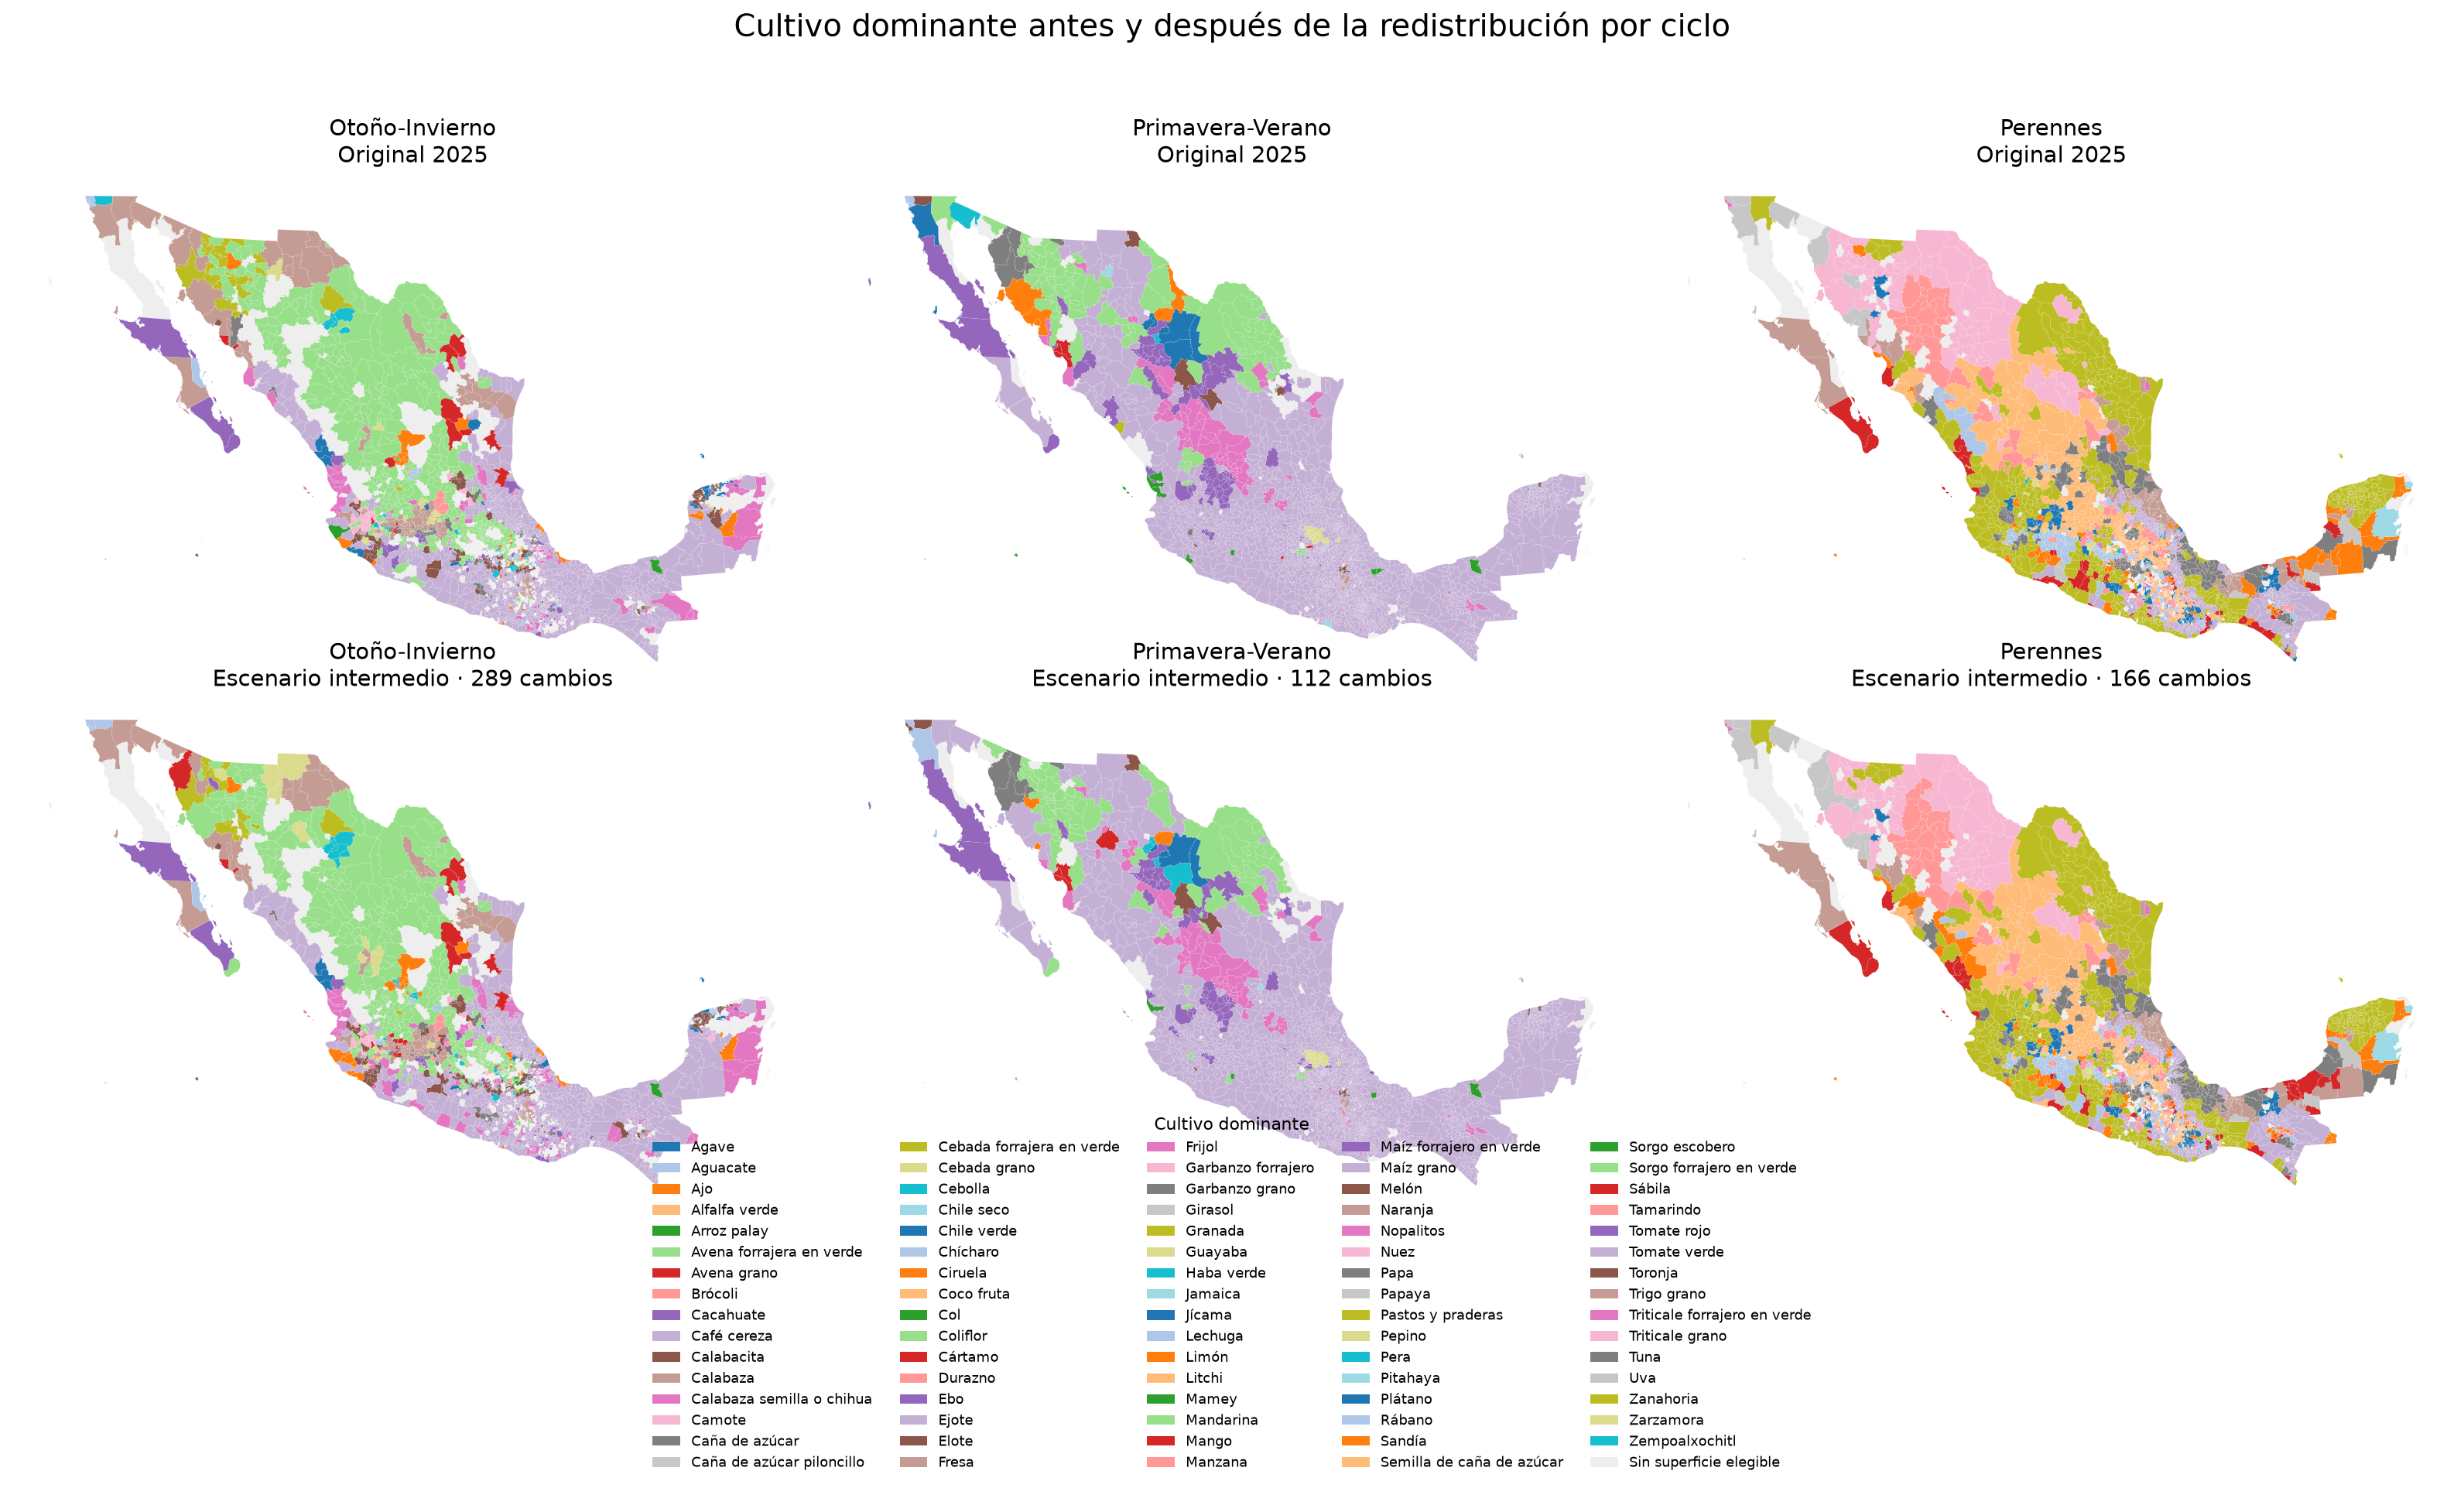 Cultivo dominante antes y después de la redistribución por ciclo
Otoño-Invierno
Original 2025
Primavera-Verano
Original 2025
Perennes
Original 2025
Otoño-Invierno
Escenario intermedio · 289 cambios
Primavera-Verano
Escenario intermedio · 112 cambios
Perennes
Escenario intermedio · 166 cambios
Cultivo dominante
Agave
Aguacate
Ajo
Alfalfa verde
Arroz palay
Avena forrajera en verde
Avena grano
Brócoli
Cacahuate
Café cereza
Calabacita
Calabaza
Calabaza semilla o chihua
Camote
Caña de azúcar
Caña de azúcar piloncillo
Cebada forrajera en verde
Cebada grano
Cebolla
Chile seco
Chile verde
Chícharo
Ciruela
Coco fruta
Col
Coliflor
Cártamo
Durazno
Ebo
Ejote
Elote
Fresa
Frijol
Garbanzo forrajero
Garbanzo grano
Girasol
Granada
Guayaba
Haba verde
Jamaica
Jícama
Lechuga
Limón
Litchi
Mamey
Mandarina
Mango
Manzana
Maíz forrajero en verde
Maíz grano
Melón
Naranja
Nopalitos
Nuez
Papa
Papaya
Pastos y praderas
Pepino
Pera
Pitahaya
Plátano
Rábano
Sandía
Semilla de caña de azúcar
Sorgo escobero
Sorgo forrajero en verde
Sábila
Tamarindo
Tomate rojo
Tomate verde
Toronja
Trigo grano
Triticale forrajero en verde
Triticale grano
Tuna
Uva
Zanahoria
Zarzamora
Zempoalxochitl
Sin superficie elegible